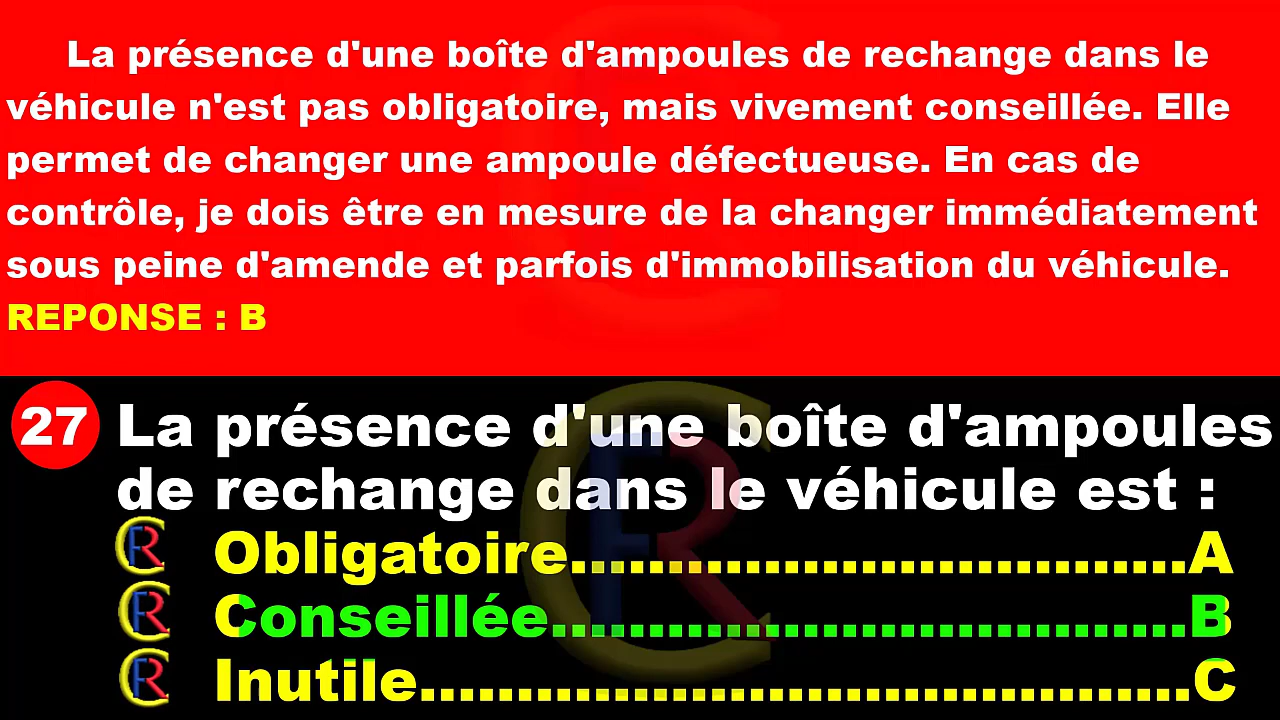 La présence d'une boîte d'ampoules de rechange dans le
véhicule n'est pas obligatoire, mais vivement conseillée. Elle
permet de changer une ampoule défectueuse. En cas de
contrôle, je dois être en mesure de la changer immédiatement
sous peine d'amende et parfois d'immobilisation du véhicule.
REPONSE : B
27 La présence d'une boîte d'ampoules
de rechange dans le véhicule est :
Obligatoire................................A
Conseillée.................................B
Inutile........................................C